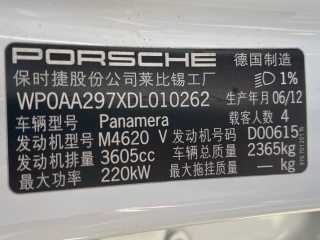 PORSCHE 德国制造
保时捷股份公司莱比锡工厂 1%
WP0AA297XDL010262 生产年月 06/12
车辆型号 Panamera 载客人数 4
发动机型号 M4620 V 发动机号码 D00615
发动机排量 3605cc 车辆总质量 2365kg
最大功率 220kW 最大拖挂质量 — kg